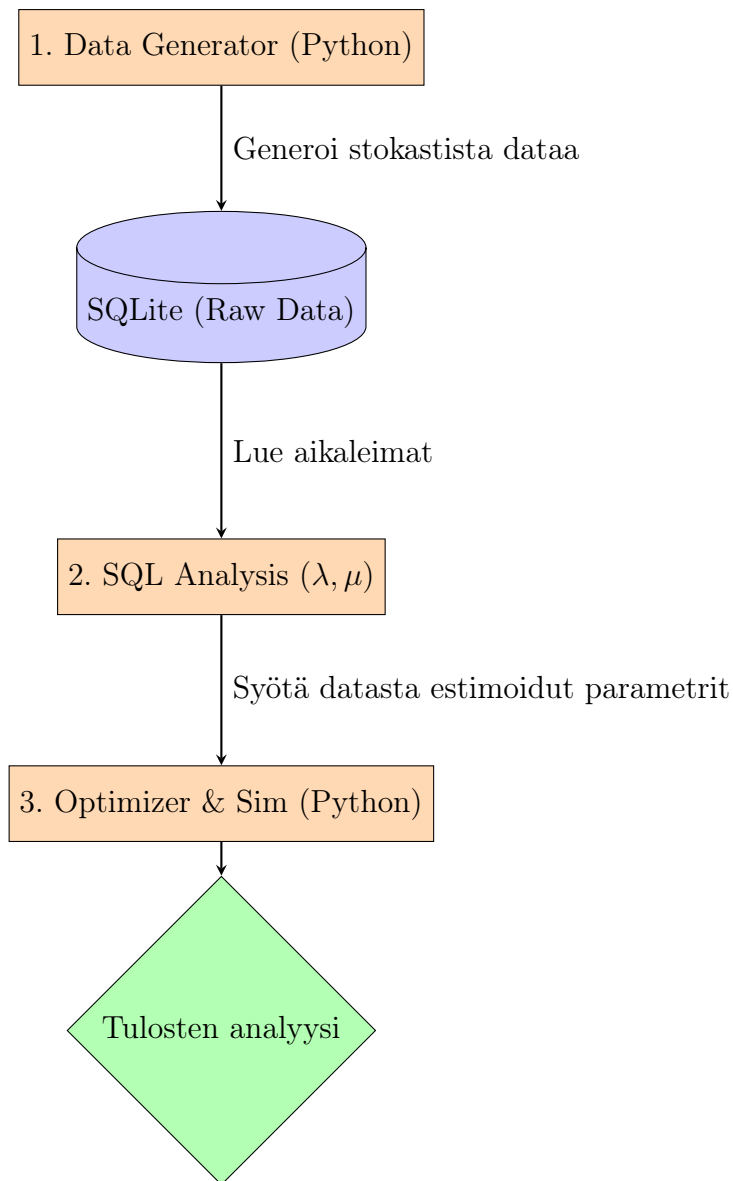 1. Data Generator (Python)
Generoi stokastista dataa
SQLite (Raw Data)
Lue aikaleimat
2. SQL Analysis (λ, μ)
Syötä datasta estimoidut parametrit
3. Optimizer & Sim (Python)
Tulosten analyysi